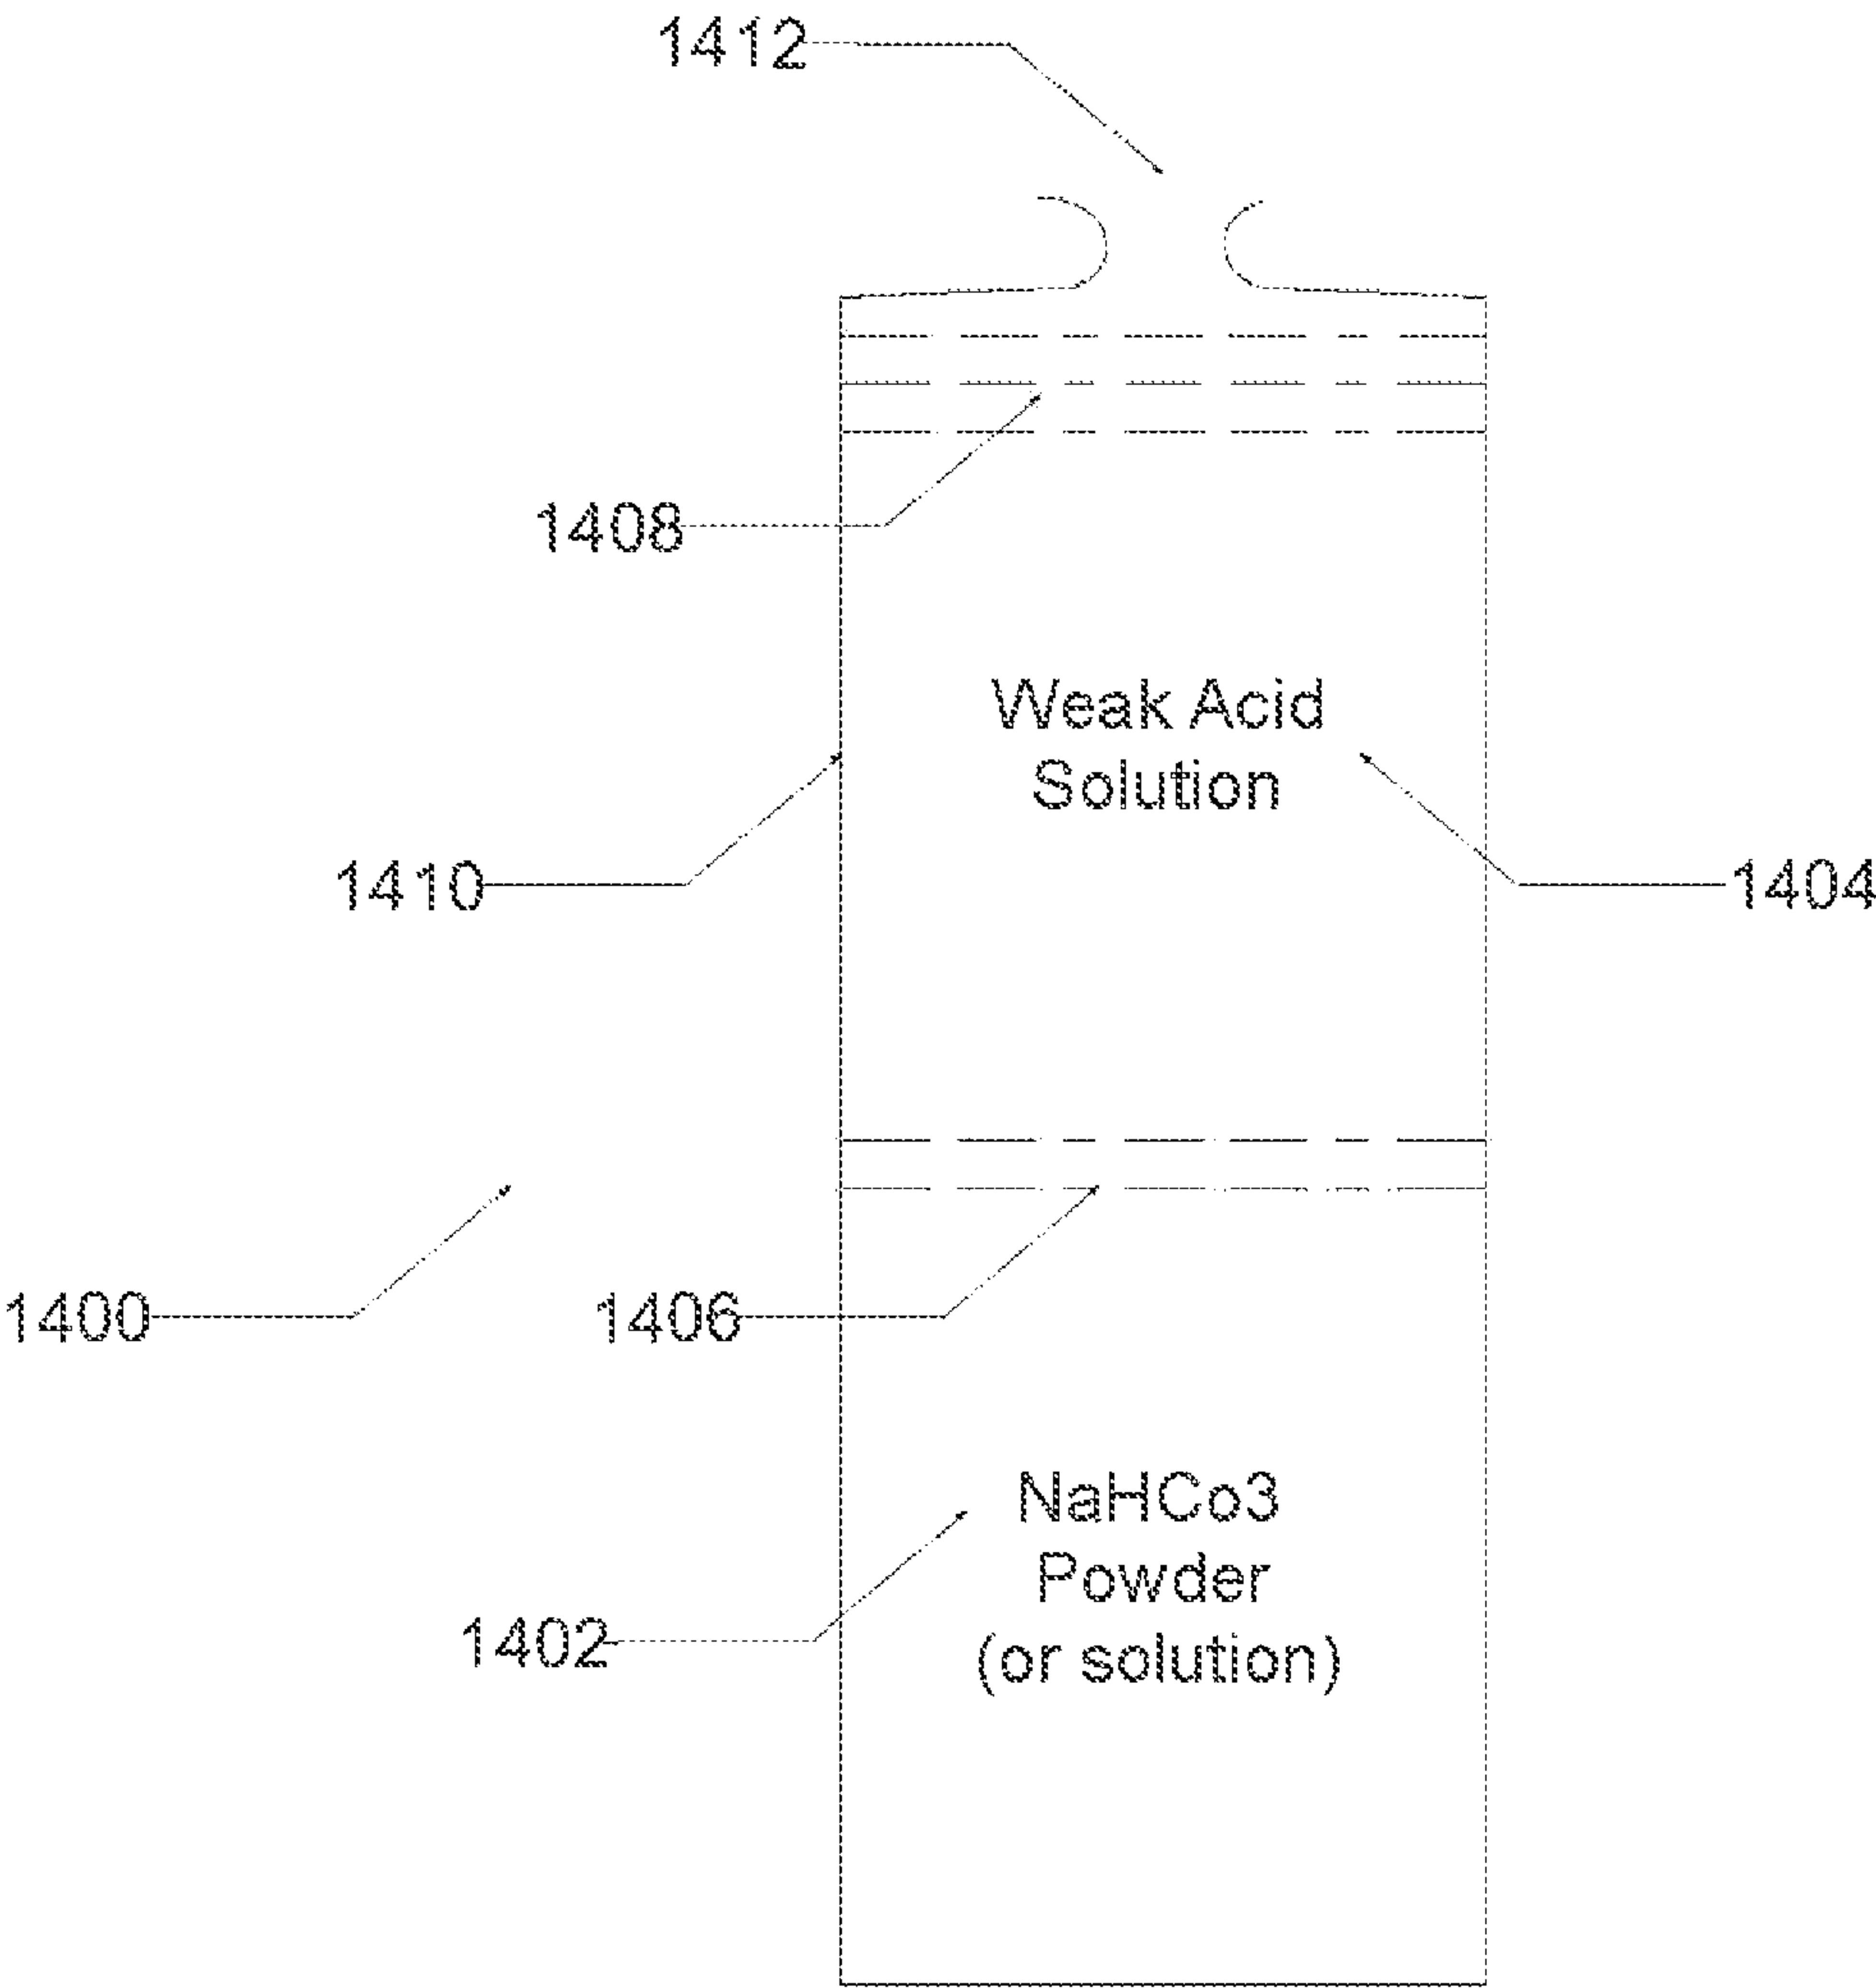 1412
1408
Weak Acid
Solution
1410
1404
1400
1406
NaHCo3
Powder
(or solution)
1402